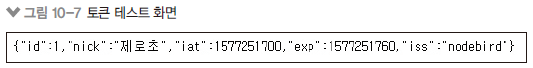 그림 10-7 토큰 테스트 화면
{"id":1,"nick":"제로초","iat":1577251700,"exp":1577251760,"iss":"nodebird"}